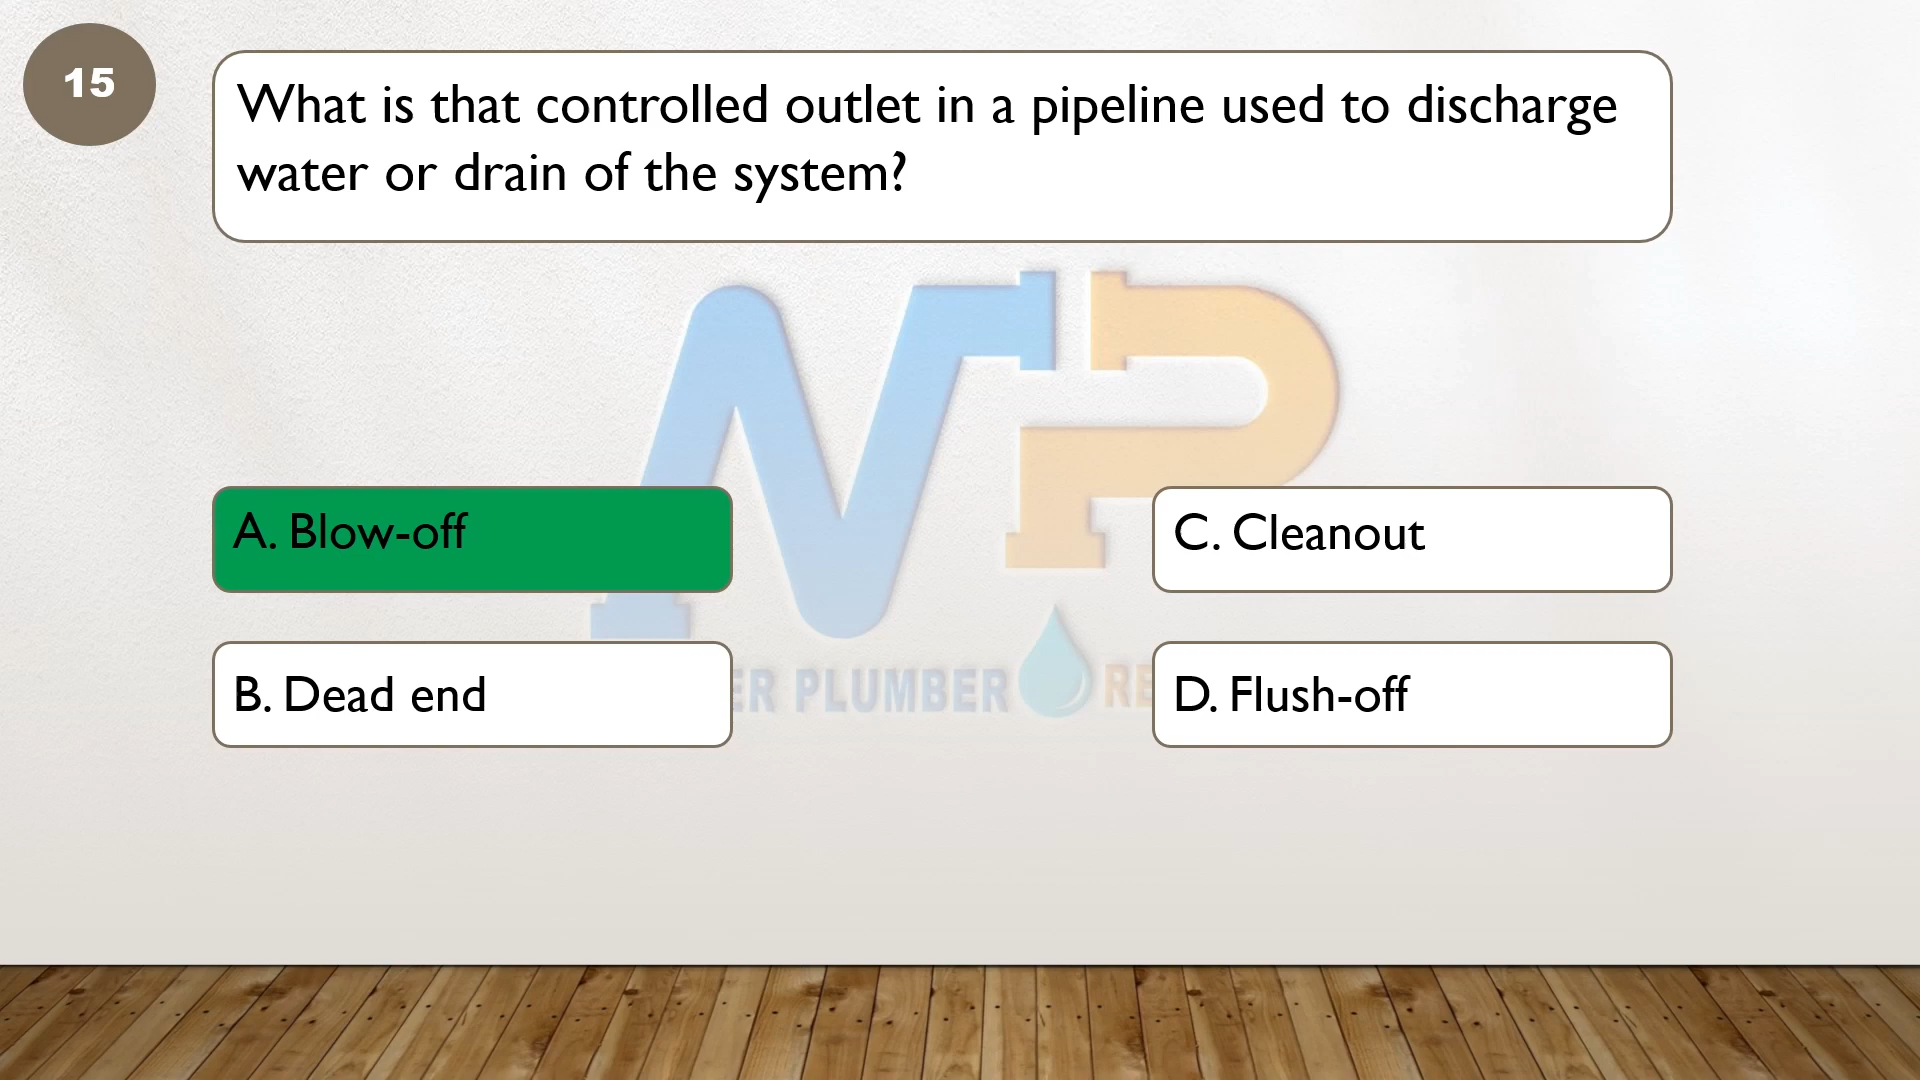 15
What is that controlled outlet in a pipeline used to discharge
water or drain of the system?
A. Blow-off
C. Cleanout
B. Dead end
D. Flush-off
PLUMBER